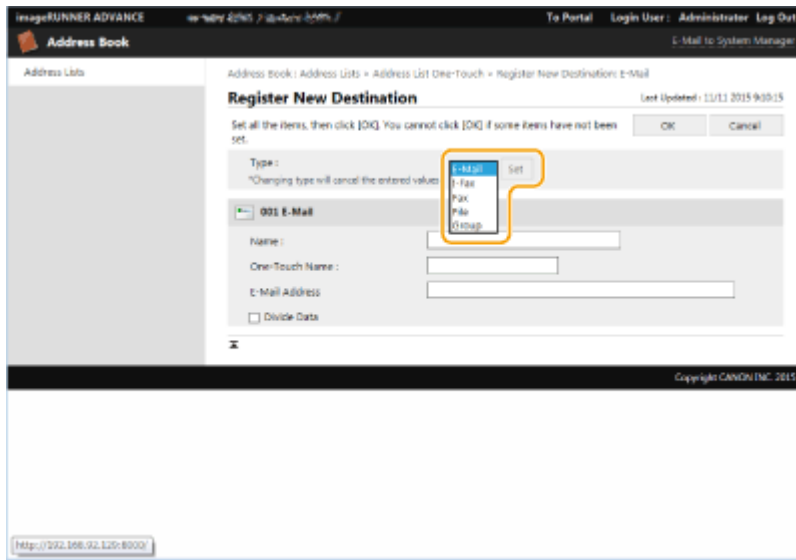 imageRUNNER ADVANCE To Portal Login User : Administrator Log Out
Address Book E-Mail to System Manager
Address Lists
Address Book : Address Lists > Address List One-Touch > Register New Destination: E-Mail
Register New Destination Last Updated : 11/11 2015 9:10:15
Set all the items, then click [OK]. You cannot click [OK] if some items have not been set.
OK Cancel
Type :
*Changing type will cancel the entered values
E-Mail Set
I-Fax
Fax
File
Group
001 E-Mail
Name :
One-Touch Name :
E-Mail Address
Divide Data
Copyright CANON INC. 2015
http://192.168.92.129:8000/